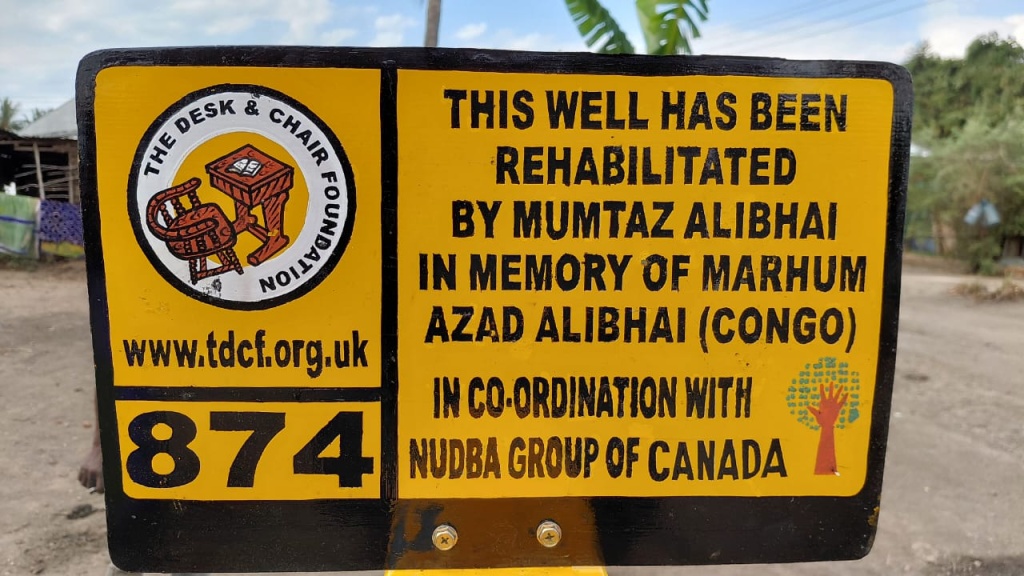 THE DESK & CHAIR FOUNDATION
www.tdcf.org.uk
874
THIS WELL HAS BEEN
REHABILITATED
BY MUMTAZ ALIBHAI
IN MEMORY OF MARHUM
AZAD ALIBHAI (CONGO)
IN CO-ORDINATION WITH
NUDBA GROUP OF CANADA